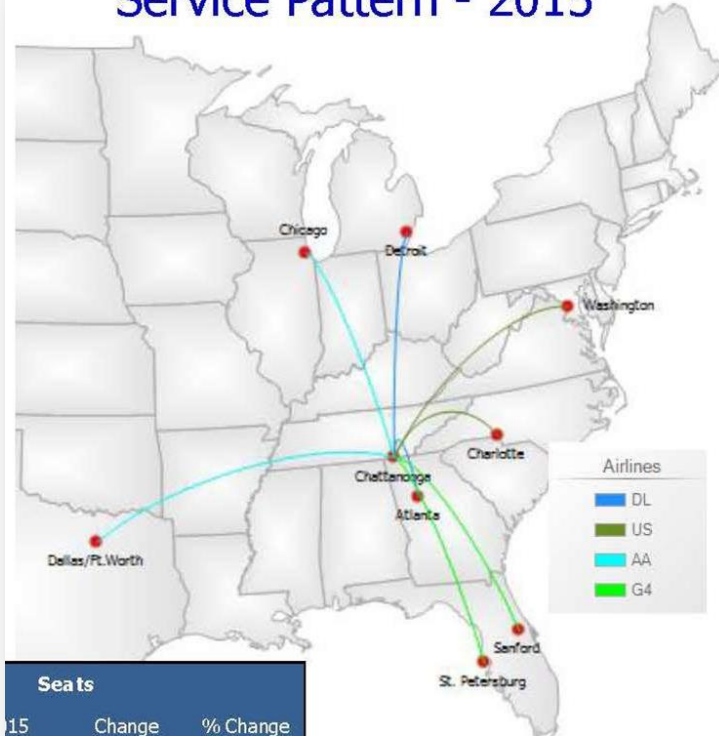 Service Pattern - 2015
Chicago
Detroit
Washington
Charlotte
Chattanooga
Atlanta
Dallas/Ft.Worth
Sanford
St. Petersburg
Airlines
DL
US
AA
G4
Seats
15 Change % Change